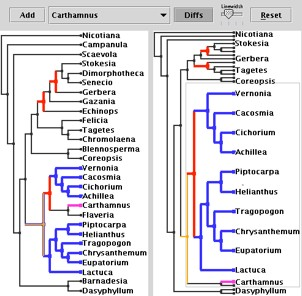 Add Carthamnus Diffs Linewidth Reset
Nicotiana
Campanula
Scaevola
Stokesia
Dimorphotheca
Senecio
Gerbera
Gazania
Echinops
Felicia
Tagetes
Chromolaena
Blennosperma
Coreopsis
Vernonia
Cacosmia
Cichorium
Achillea
Carthamnus
Flaveria
Piptocarpa
Helianthus
Tragopogon
Chrysanthemum
Eupatorium
Lactuca
Barnadesia
Dasyphyllum
Nicotiana
Stokesia
Gerbera
Tagetes
Coreopsis
Vernonia
Cacosmia
Cichorium
Achillea
Piptocarpa
Helianthus
Tragopogon
Chrysanthemum
Eupatorium
Lactuca
Carthamnus
Dasyphyllum